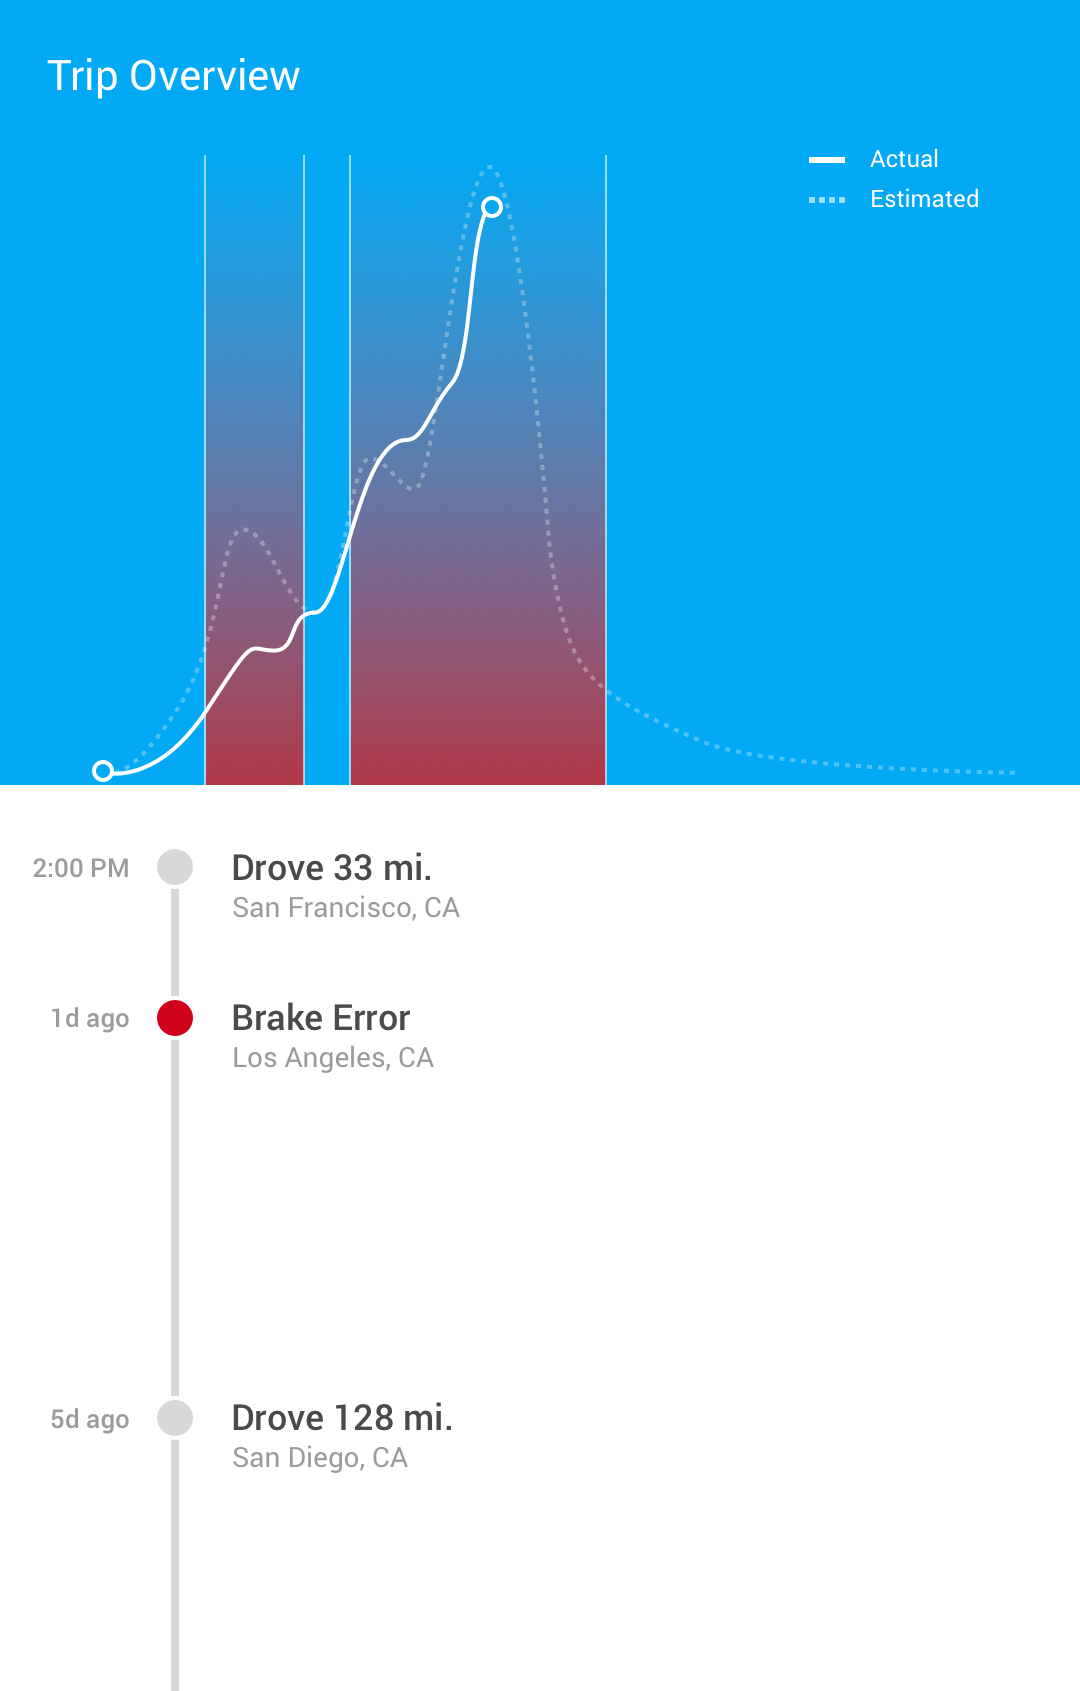 Trip Overview
Actual
Estimated
2:00 PM
Drove 33 mi.
San Francisco, CA
1d ago
Brake Error
Los Angeles, CA
5d ago
Drove 128 mi.
San Diego, CA